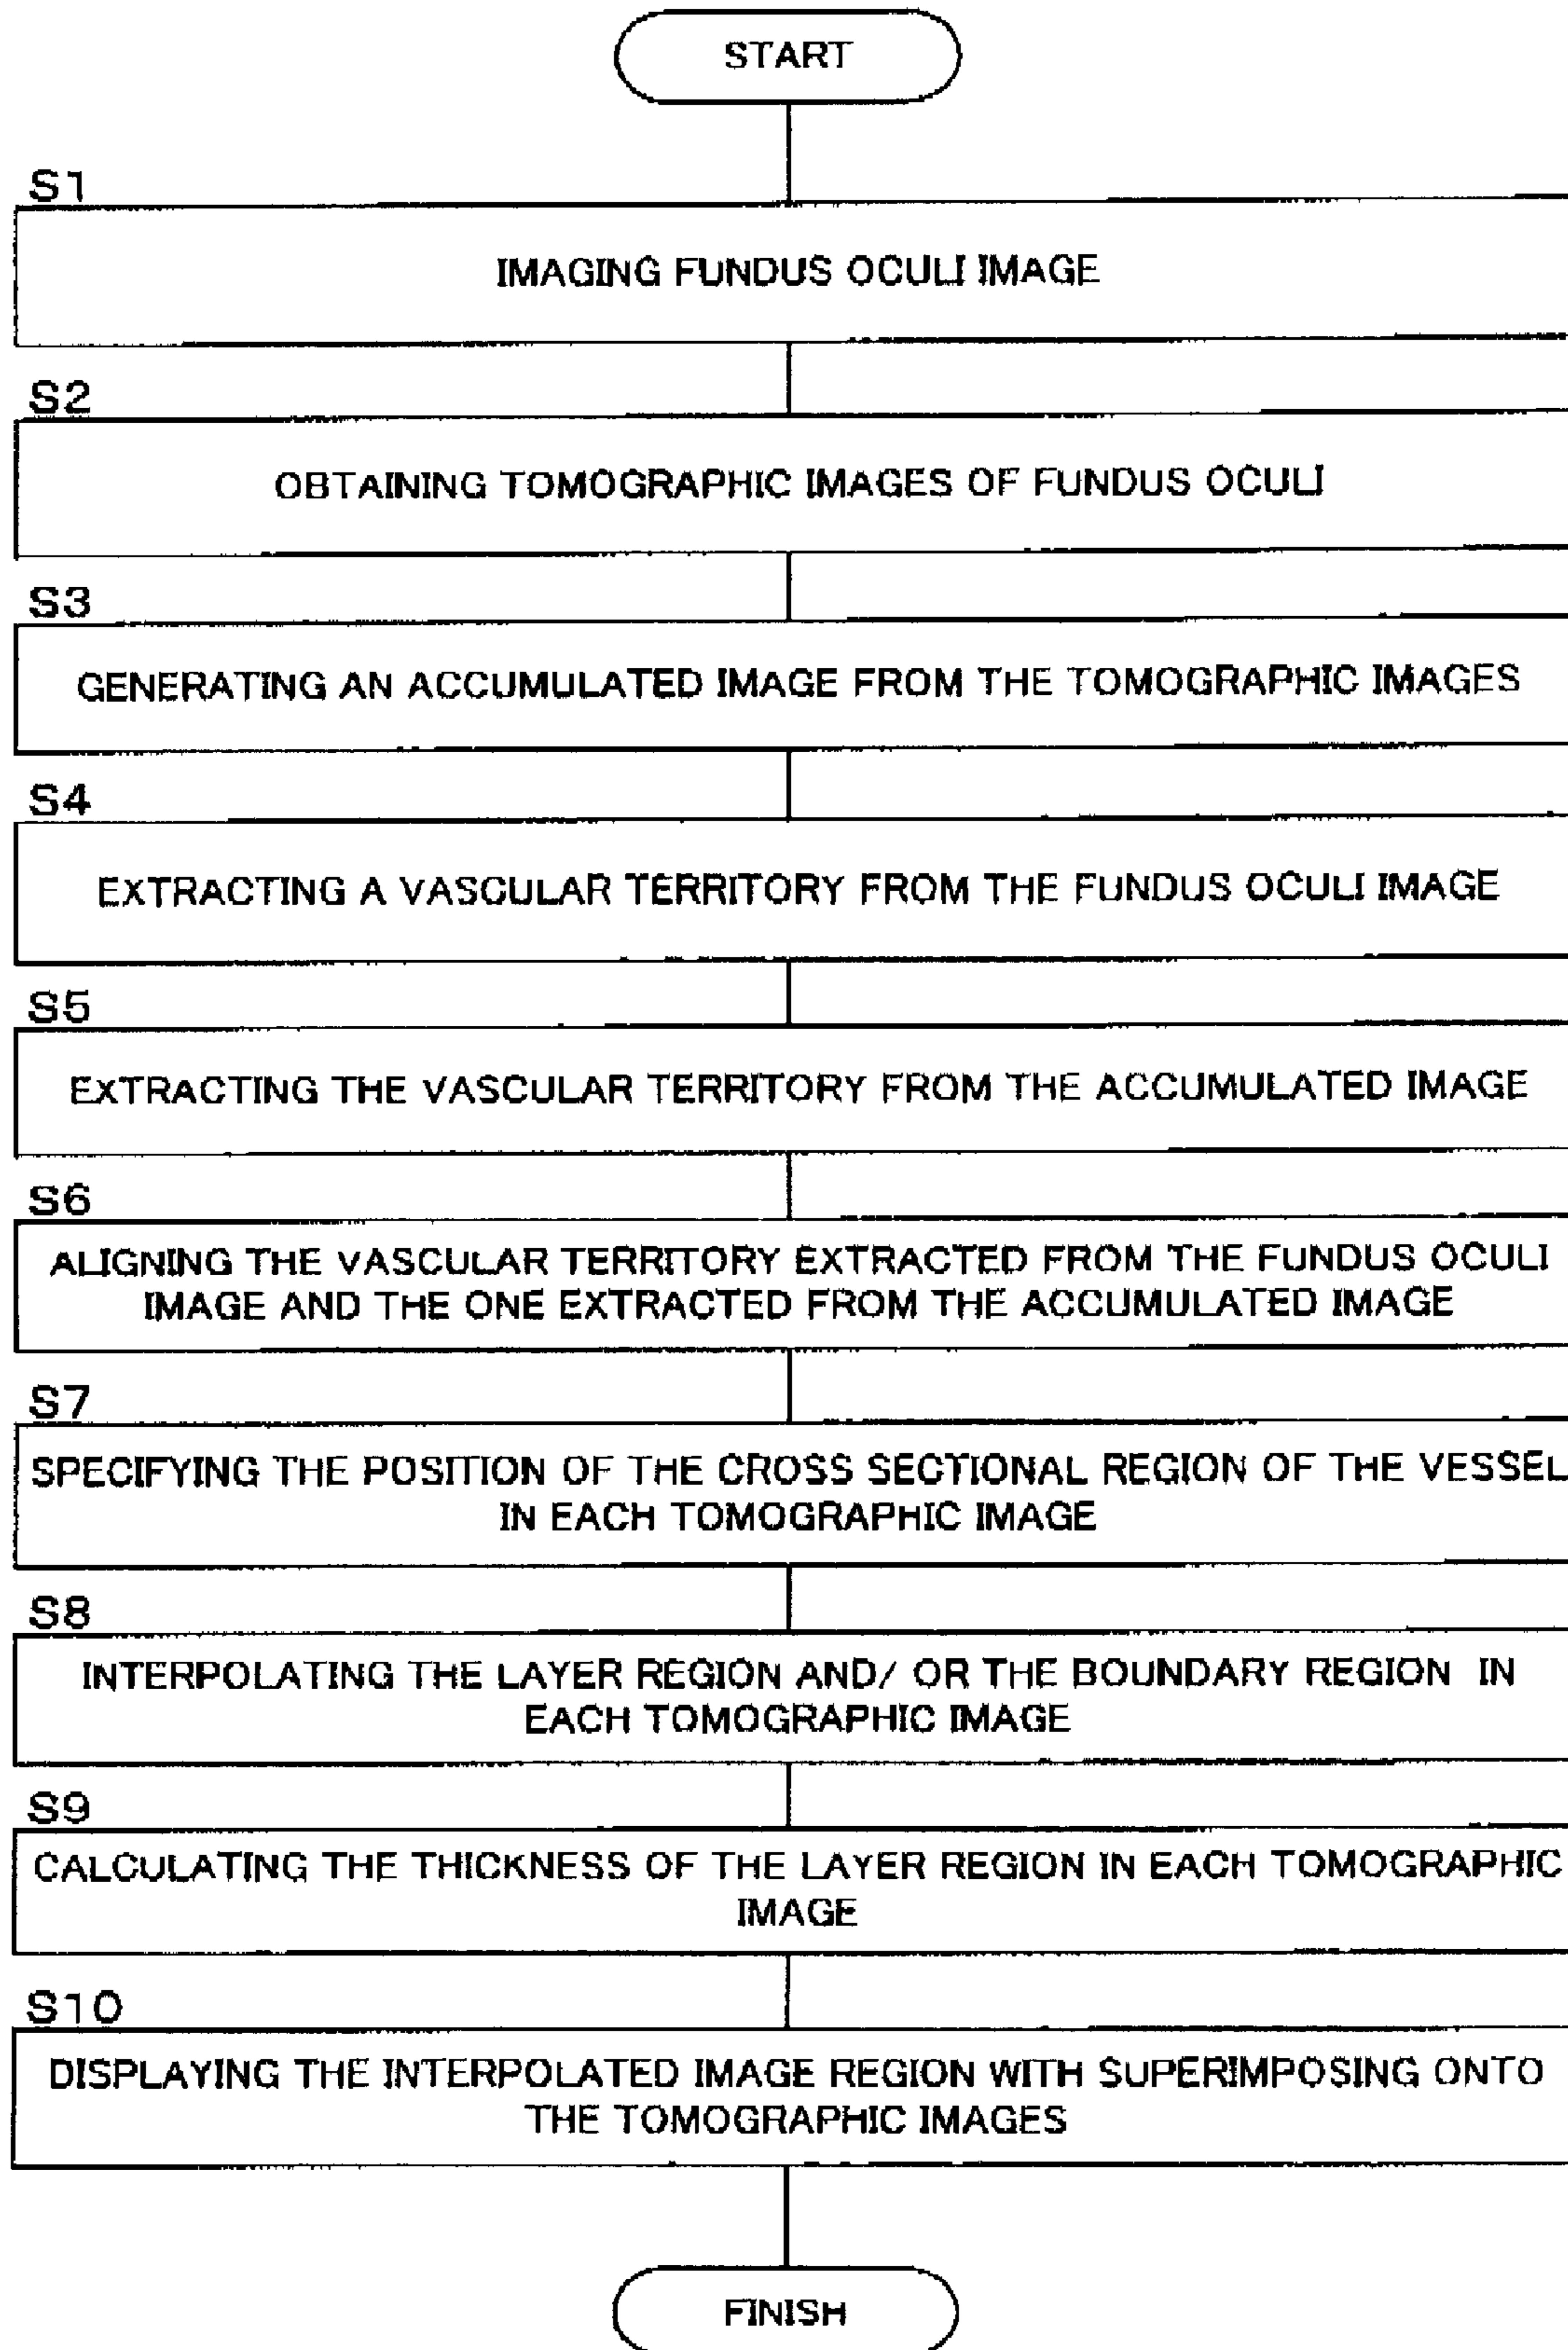 START
S1
IMAGING FUNDUS OCULI IMAGE
S2
OBTAINING TOMOGRAPHIC IMAGES OF FUNDUS OCULI
S3
GENERATING AN ACCUMULATED IMAGE FROM THE TOMOGRAPHIC IMAGES
S4
EXTRACTING A VASCULAR TERRITORY FROM THE FUNDUS OCULI IMAGE
S5
EXTRACTING THE VASCULAR TERRITORY FROM THE ACCUMULATED IMAGE
S6
ALIGNING THE VASCULAR TERRITORY EXTRACTED FROM THE FUNDUS OCULI
IMAGE AND THE ONE EXTRACTED FROM THE ACCUMULATED IMAGE
S7
SPECIFYING THE POSITION OF THE CROSS SECTIONAL REGION OF THE VESSEL
IN EACH TOMOGRAPHIC IMAGE
S8
INTERPOLATING THE LAYER REGION AND/ OR THE BOUNDARY REGION IN
EACH TOMOGRAPHIC IMAGE
S9
CALCULATING THE THICKNESS OF THE LAYER REGION IN EACH TOMOGRAPHIC
IMAGE
S10
DISPLAYING THE INTERPOLATED IMAGE REGION WITH SUPERIMPOSING ONTO
THE TOMOGRAPHIC IMAGES
FINISH